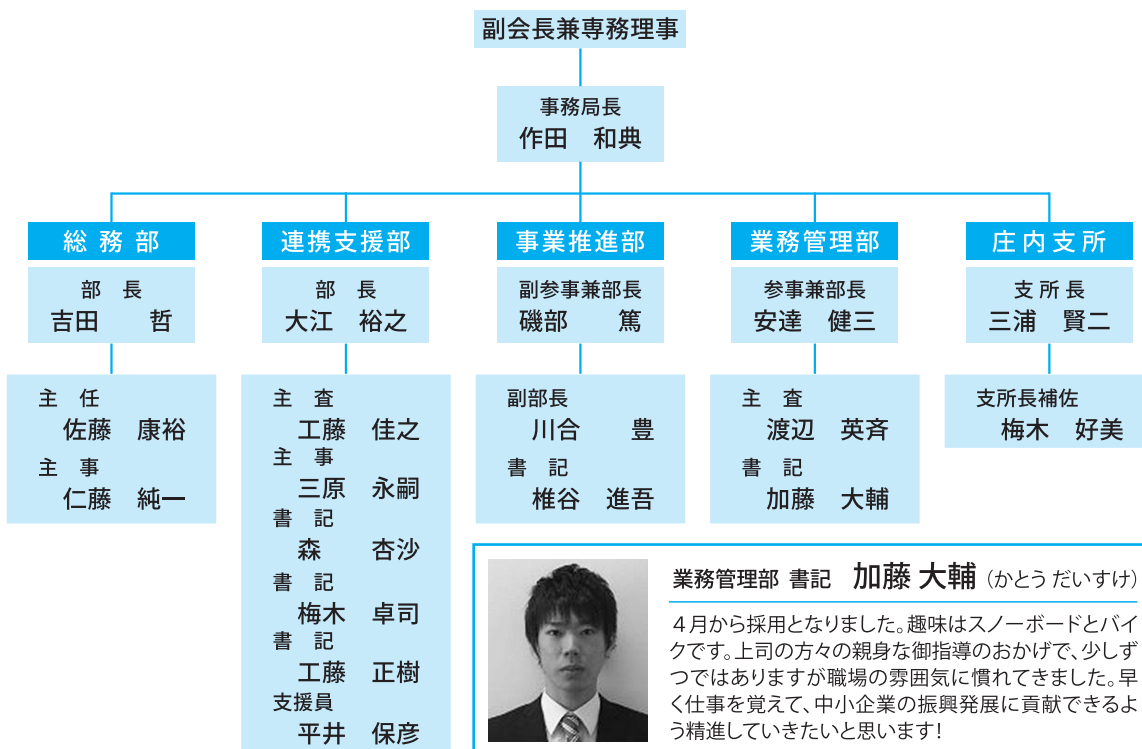 副会長兼専務理事
事務局長
作田　和典
総 務 部
部　長
吉田　　哲
主　任
佐藤　康裕
主　事
仁藤　純一
連携支援部
部　長
大江　裕之
主　査
工藤　佳之
主　事
三原　永嗣
書　記
森　　杏沙
書　記
梅木　卓司
書　記
工藤　正樹
支援員
平井　保彦
事業推進部
副参事兼部長
磯部　　篤
副部長
川合　　豊
書　記
椎谷　進吾
業務管理部
参事兼部長
安達　健三
主　査
渡辺　英斉
書　記
加藤　大輔
庄内支所
支 所 長
三浦　賢二
支所長補佐
梅木　好美
業務管理部 書記　加藤 大輔（かとう だいすけ）
４月から採用となりました。趣味はスノーボードとバイ
クです。上司の方々の親身な御指導のおかげで、少しず
つではありますが職場の雰囲気に慣れてきました。早
く仕事を覚えて、中小企業の振興発展に貢献できるよ
う精進していきたいと思います！